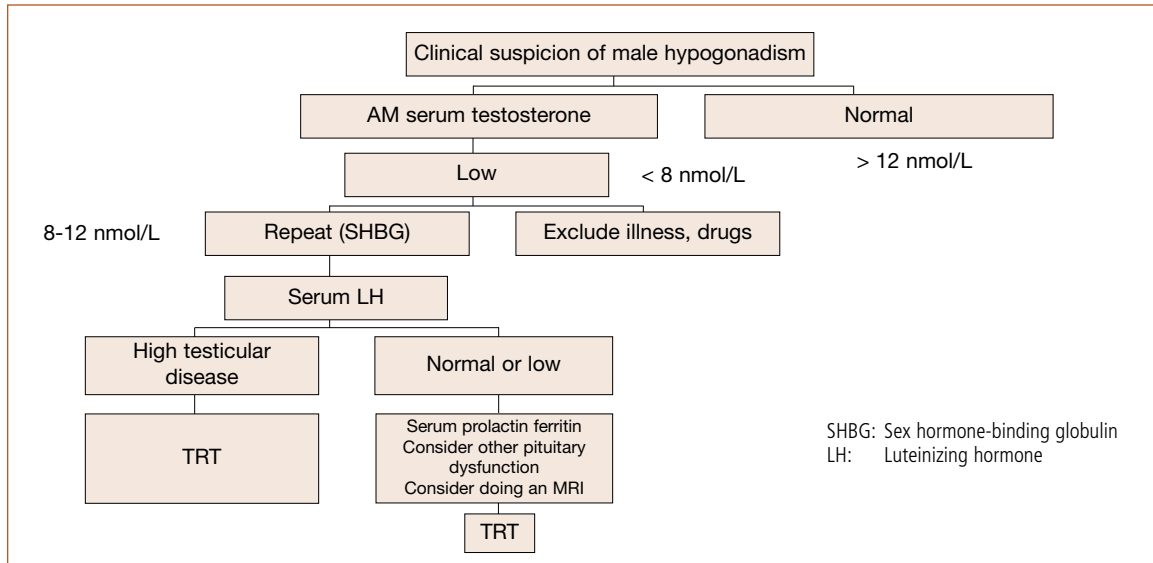 Clinical suspicion of male hypogonadism
AM serum testosterone
Normal
> 12 nmol/L
Low
< 8 nmol/L
8-12 nmol/L
Repeat (SHBG)
Exclude illness, drugs
Serum LH
High testicular
disease
Normal or low
TRT
Serum prolactin ferritin
Consider other pituitary
dysfunction
Consider doing an MRI
TRT
SHBG: Sex hormone-binding globulin
LH: Luteinizing hormone